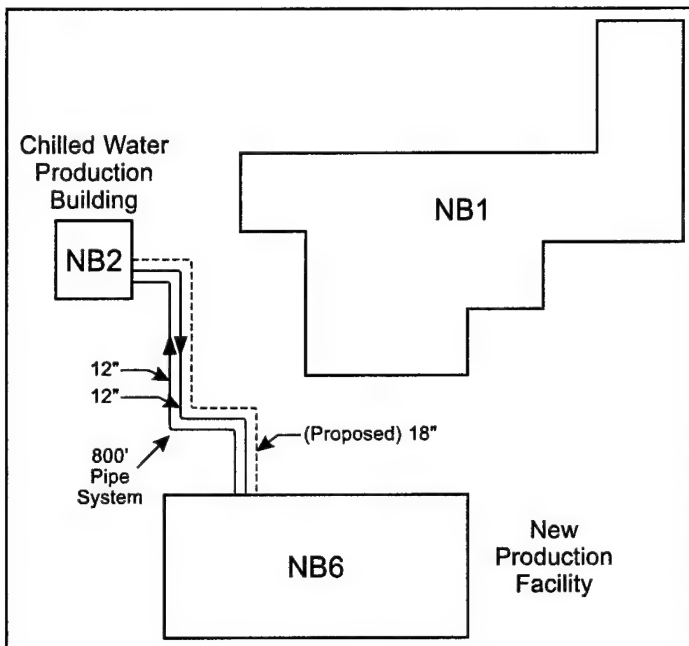 Chilled Water
Production
Building
NB2
NB1
12"
12"
(Proposed) 18"
800'
Pipe
System
NB6
New
Production
Facility